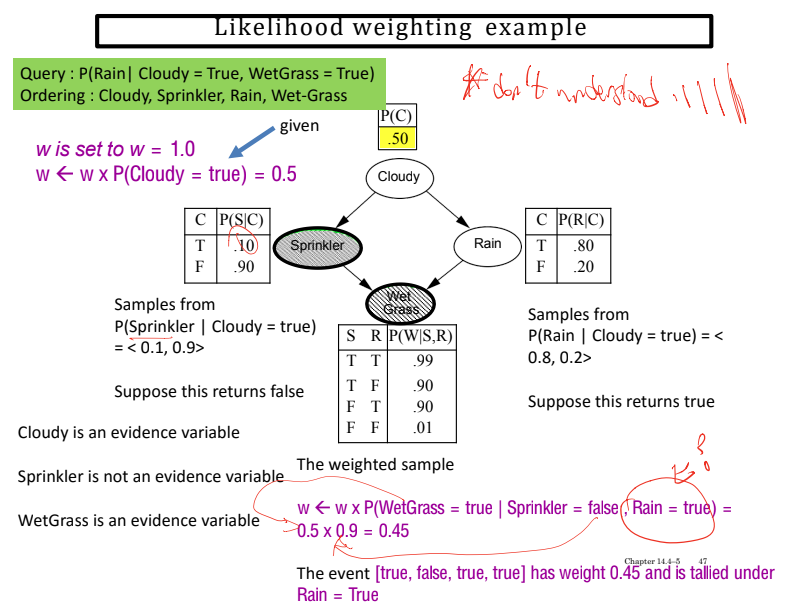 Likelihood weighting example
Query : P(Rain| Cloudy = True, WetGrass = True)
Ordering : Cloudy, Sprinkler, Rain, Wet-Grass
* don't understand
given
w is set to w = 1.0
w ← w x P(Cloudy = true) = 0.5
P(C)
.50
Cloudy
C P(S|C)
T .10
F .90
Sprinkler
Rain
C P(R|C)
T .80
F .20
Wet
Grass
Samples from
P(Sprinkler | Cloudy = true)
= < 0.1, 0.9>
Suppose this returns false
S R P(W|S,R)
T T .99
T F .90
F T .90
F F .01
Samples from
P(Rain | Cloudy = true) = <
0.8, 0.2>
Suppose this returns true
Cloudy is an evidence variable
Sprinkler is not an evidence variable
WetGrass is an evidence variable
The weighted sample
?
w ← w x P(WetGrass = true | Sprinkler = false , Rain = true) =
0.5 x 0.9 = 0.45
Chapter 14.4–5 47
The event [true, false, true, true] has weight 0.45 and is tallied under
Rain = True